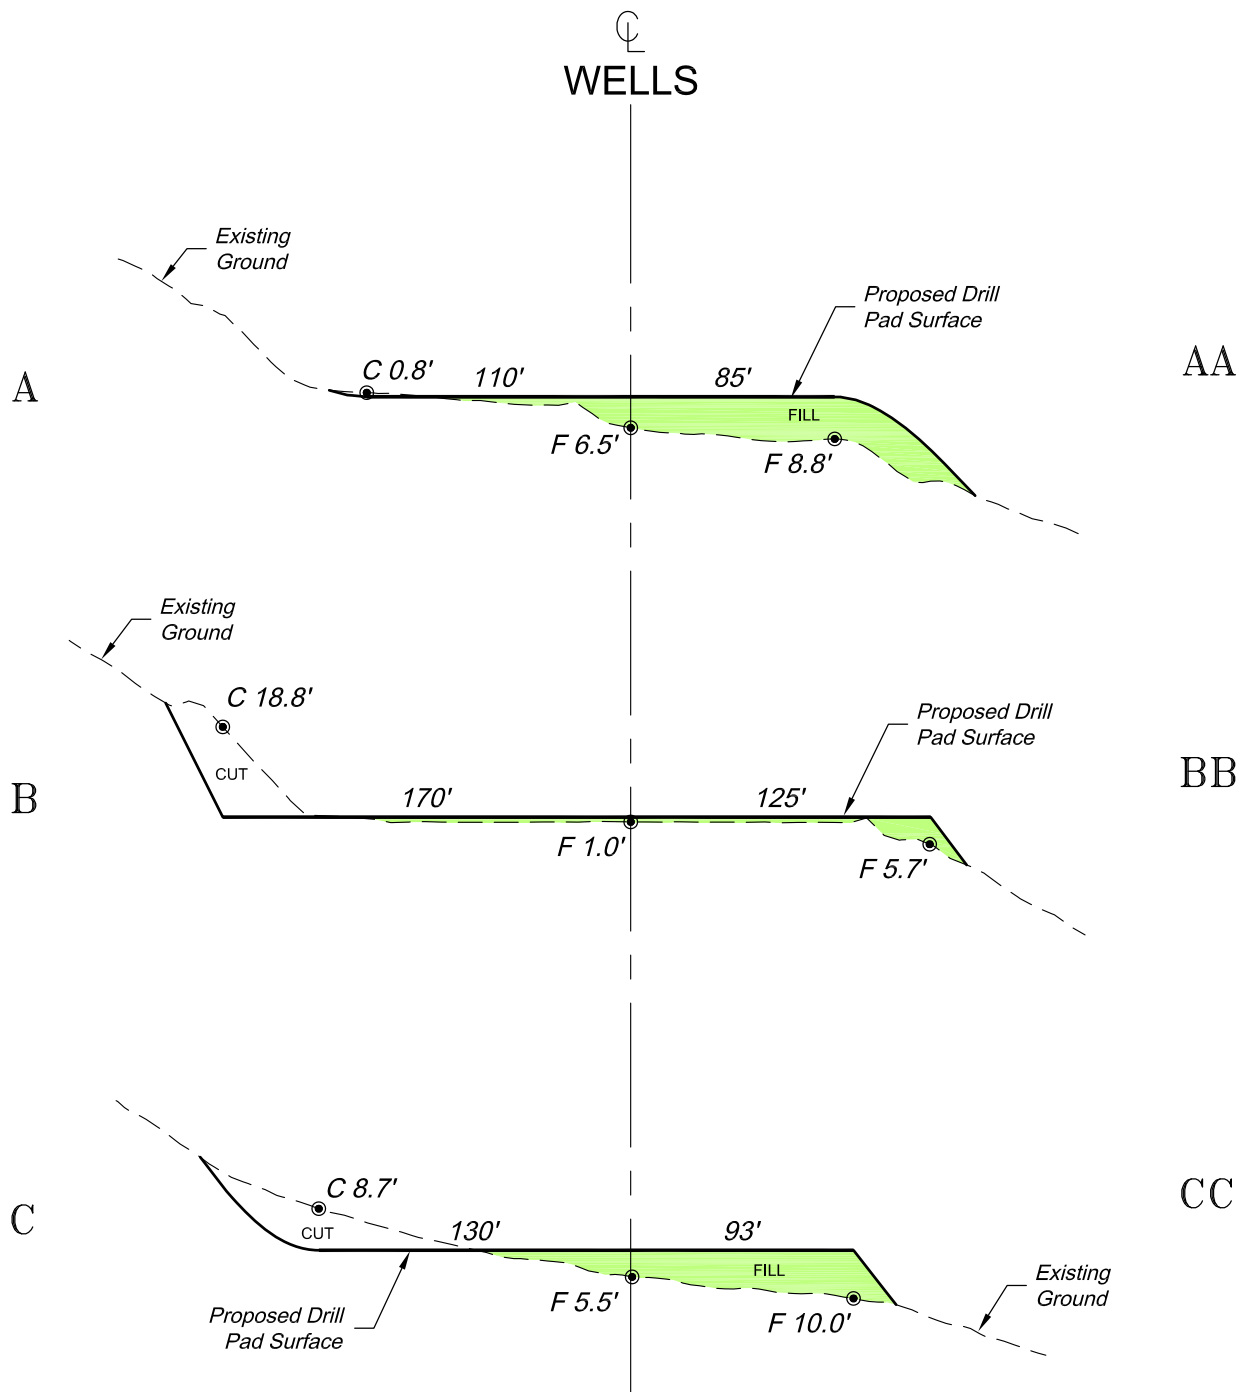 ℄
WELLS
Existing
Ground
Proposed Drill
Pad Surface
A
C 0.8'
110'
85'
AA
FILL
F 6.5'
F 8.8'
Existing
Ground
C 18.8'
Proposed Drill
Pad Surface
CUT
B
170'
125'
BB
F 1.0'
F 5.7'
C 8.7'
CC
C
CUT
130'
93'
FILL
Existing
Ground
F 5.5'
F 10.0'
Proposed Drill
Pad Surface